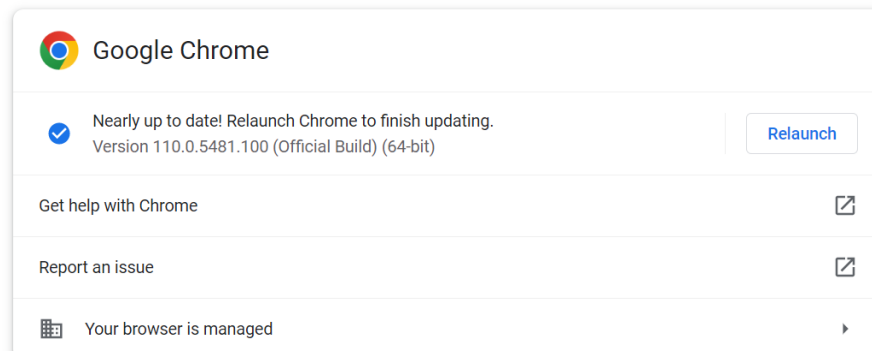 Google Chrome
Nearly up to date! Relaunch Chrome to finish updating.
Version 110.0.5481.100 (Official Build) (64-bit)
Relaunch
Get help with Chrome
Report an issue
Your browser is managed